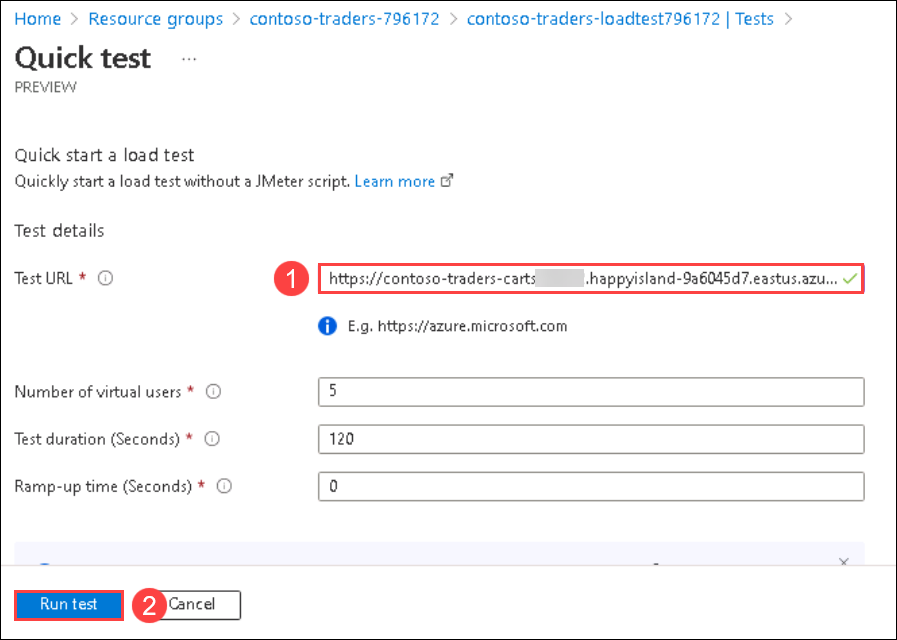 Home > Resource groups > contoso-traders-796172 > contoso-traders-loadtest796172 | Tests >
Quick test ...
PREVIEW
Quick start a load test
Quickly start a load test without a JMeter script. Learn more
Test details
Test URL * 1 https://contoso-traders-carts .happyisland-9a6045d7.eastus.azu...
E.g. https://azure.microsoft.com
Number of virtual users * 5
Test duration (Seconds) * 120
Ramp-up time (Seconds) * 0
Run test 2 Cancel